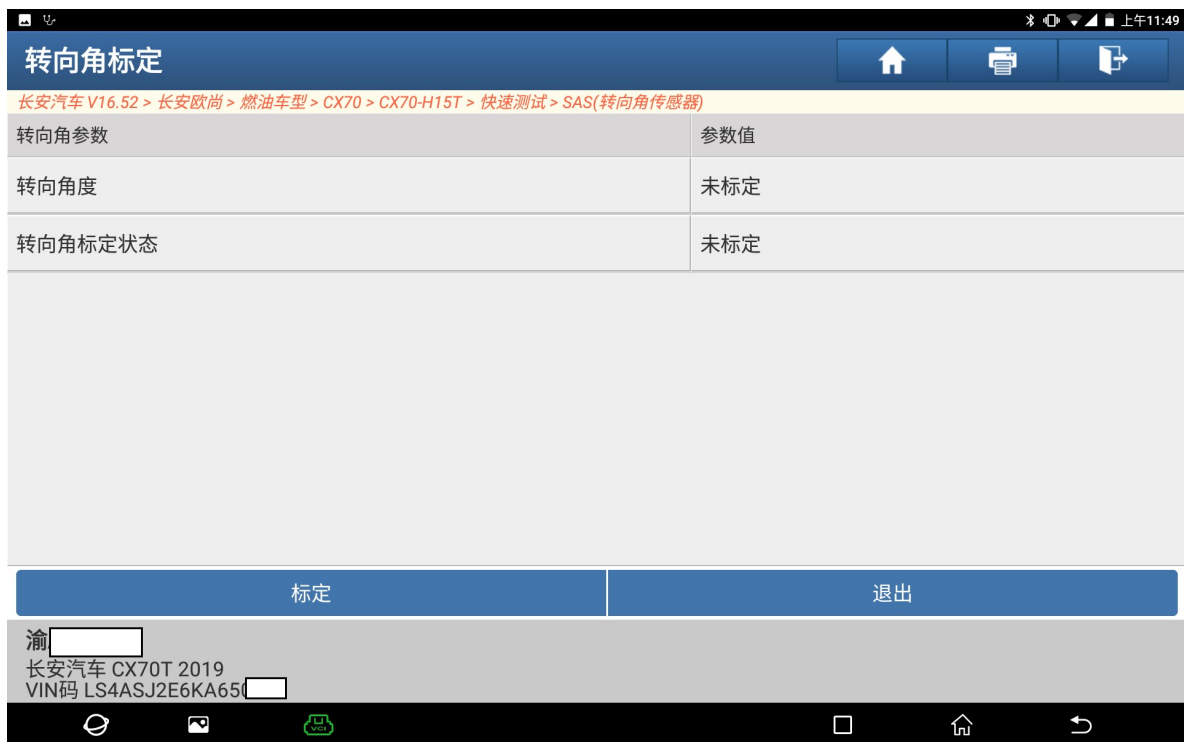 上午11:49
转向角标定
长安汽车 V16.52 > 长安欧尚 > 燃油车型 > CX70 > CX70-H15T > 快速测试 > SAS(转向角传感器)
转向角参数 参数值
转向角度 未标定
转向角标定状态 未标定
标定 退出
渝
长安汽车 CX70T 2019
VIN码 LS4ASJ2E6KA650
VCI